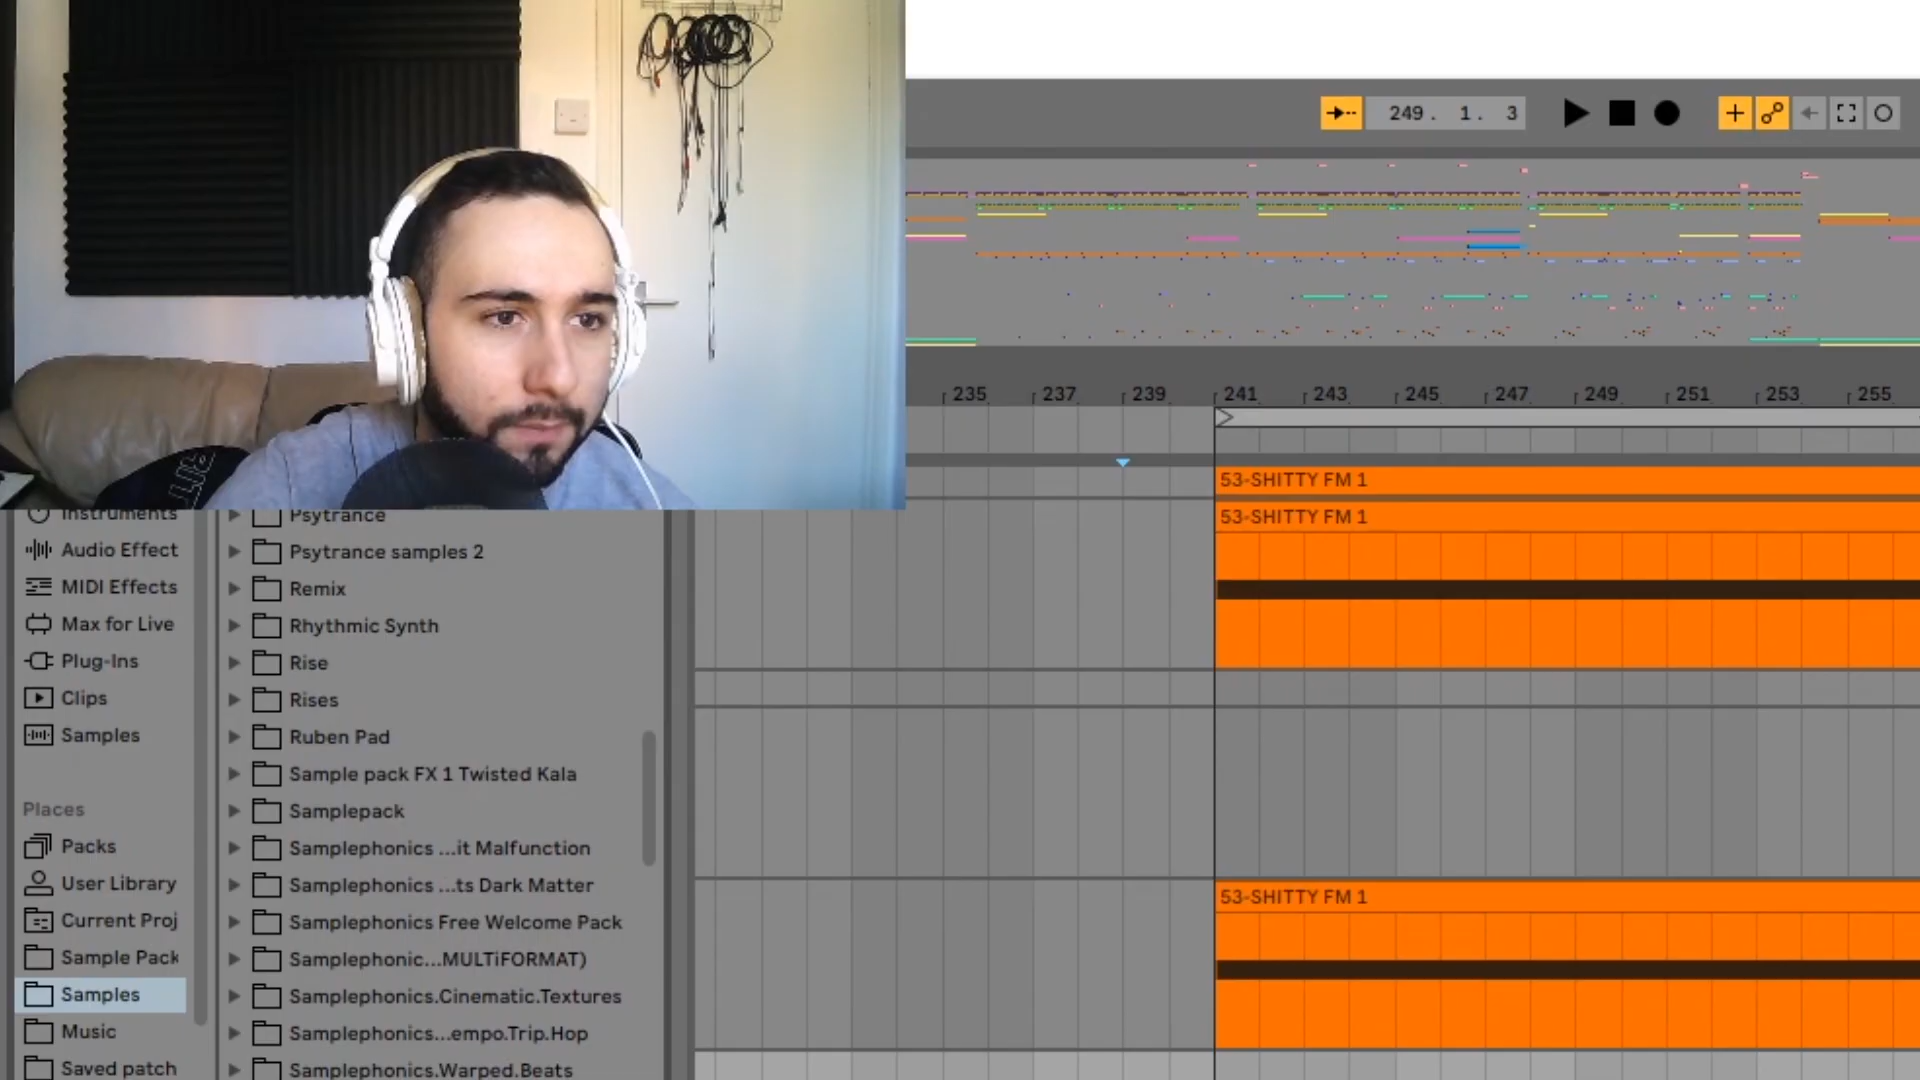 249. 1. 3
235 237 239 241 243 245 247 249 251 253 255
53-SHITTY FM 1
53-SHITTY FM 1
53-SHITTY FM 1
Instruments
Audio Effect
MIDI Effects
Max for Live
Plug-Ins
Clips
Samples
Places
Packs
User Library
Current Proj
Sample Pack
Samples
Music
Saved patch
Psytrance
Psytrance samples 2
Remix
Rhythmic Synth
Rise
Rises
Ruben Pad
Sample pack FX 1 Twisted Kala
Samplepack
Samplephonics ...it Malfunction
Samplephonics ...ts Dark Matter
Samplephonics Free Welcome Pack
Samplephonic...MULTiFORMAT)
Samplephonics.Cinematic.Textures
Samplephonics...empo.Trip.Hop
Samplephonics.Warped.Beats